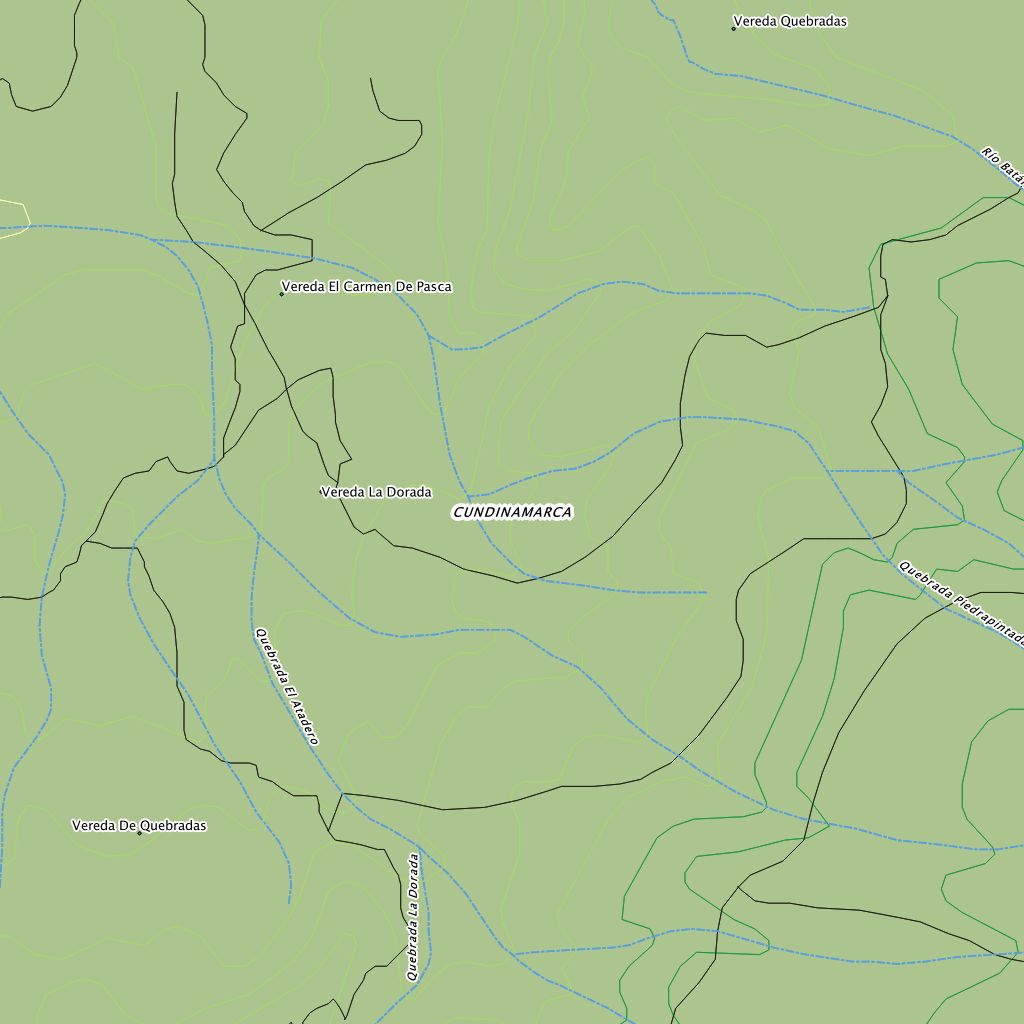 Vereda Quebradas
Río Batán
Vereda El Carmen De Pasca
Vereda La Dorada
CUNDINAMARCA
Quebrada Piedrapintada
Quebrada El Atadero
Vereda De Quebradas
Quebrada La Dorada